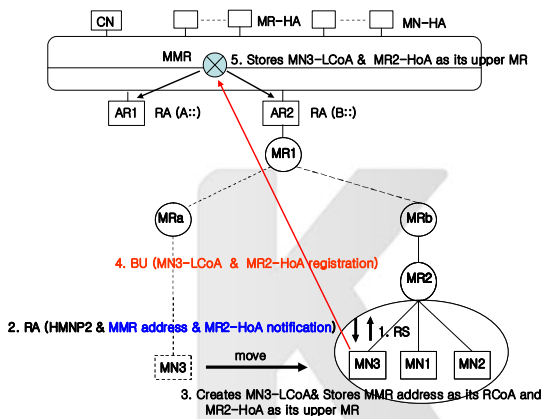 CN
MR-HA
MN-HA
MMR
5. Stores MN3-LCoA & MR2-HoA as its upper MR
AR1
RA (A::)
AR2
RA (B::)
MR1
MRa
MRb
4. BU (MN3-LCoA & MR2-HoA registration)
MR2
2. RA (HMNP2 & MMR address & MR2-HoA notification)
1. RS
MN3
move
MN3
MN1
MN2
3. Creates MN3-LCoA& Stores MMR address as its RCoA and
MR2-HoA as its upper MR